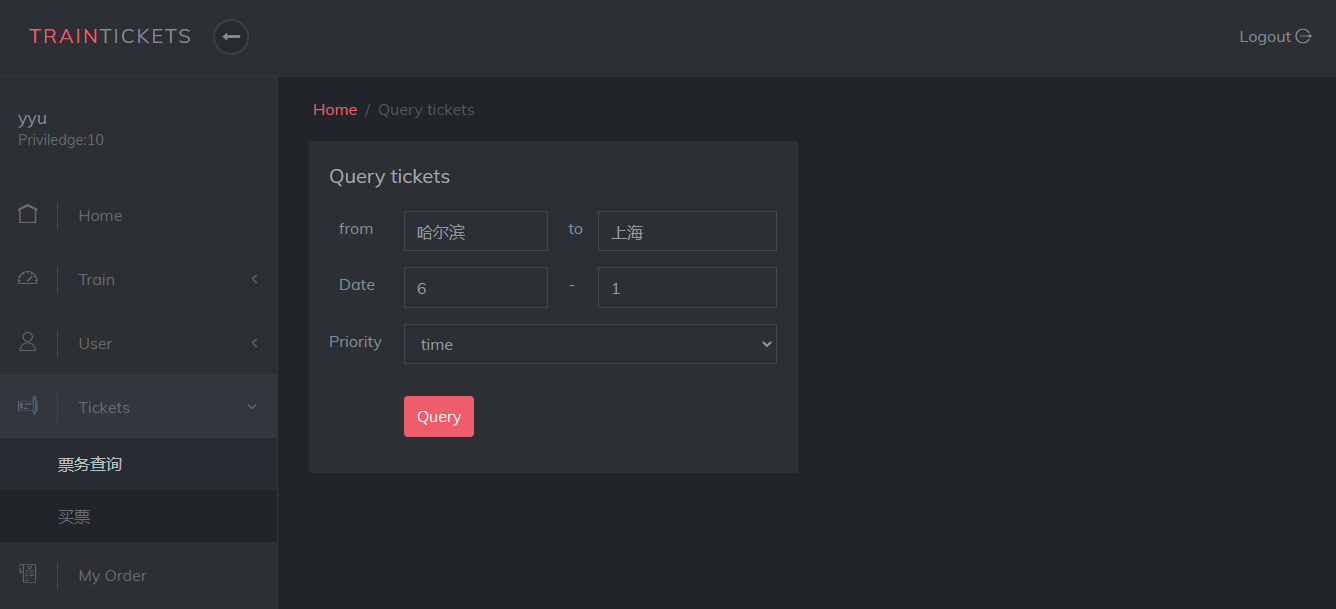 TRAINTICKETS
Logout
yyu
Priviledge:10
Home
Train
User
Tickets
票务查询
买票
My Order
Home / Query tickets
Query tickets
from 哈尔滨 to 上海
Date 6 - 1
Priority time
Query